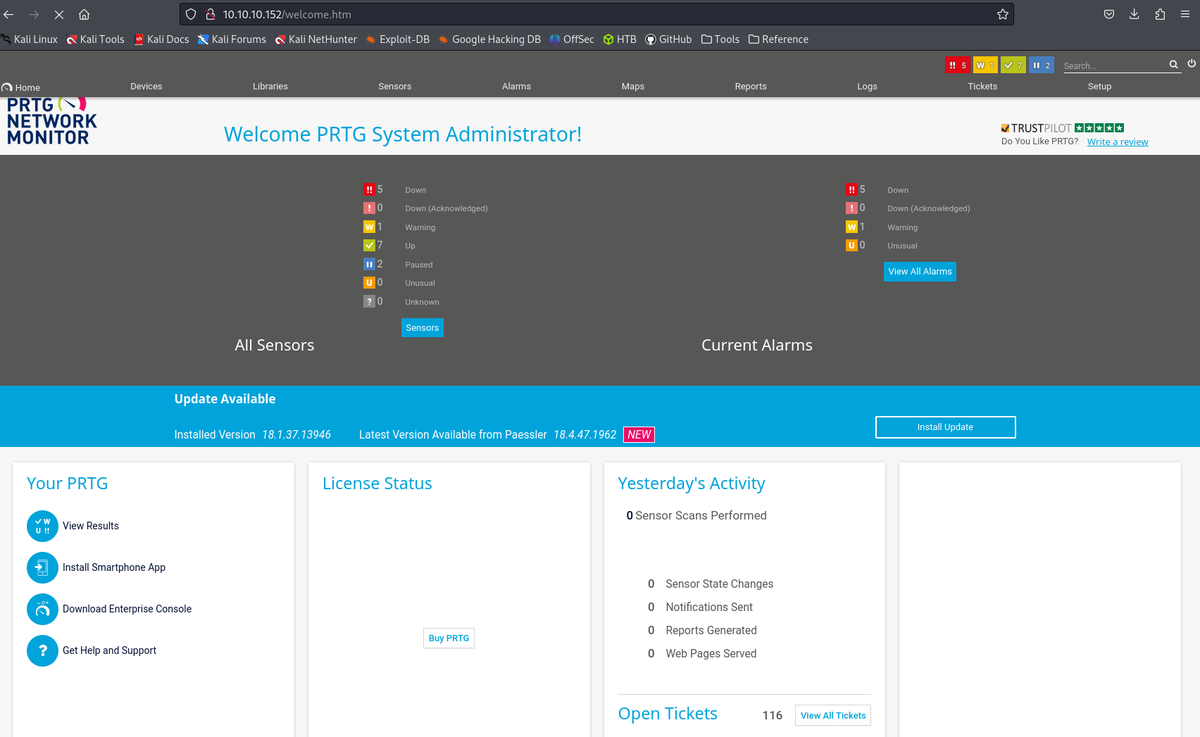 10.10.10.152/welcome.htm
Kali Linux Kali Tools Kali Docs Kali Forums Kali NetHunter Exploit-DB Google Hacking DB OffSec HTB GitHub Tools Reference
!! 5 W 1 7 2 Search...
Home Devices Libraries Sensors Alarms Maps Reports Logs Tickets Setup
PRTG
NETWORK
MONITOR
Welcome PRTG System Administrator!
TRUSTPILOT
Do You Like PRTG? Write a review
!! 5 Down
! 0 Down (Acknowledged)
W 1 Warning
7 Up
2 Paused
U 0 Unusual
? 0 Unknown
Sensors
All Sensors
!! 5 Down
! 0 Down (Acknowledged)
W 1 Warning
U 0 Unusual
View All Alarms
Current Alarms
Update Available
Installed Version 18.1.37.13946 Latest Version Available from Paessler 18.4.47.1962 NEW
Install Update
Your PRTG
W
U !!
View Results
Install Smartphone App
Download Enterprise Console
? Get Help and Support
License Status
Buy PRTG
Yesterday's Activity
0 Sensor Scans Performed
0 Sensor State Changes
0 Notifications Sent
0 Reports Generated
0 Web Pages Served
Open Tickets 116 View All Tickets